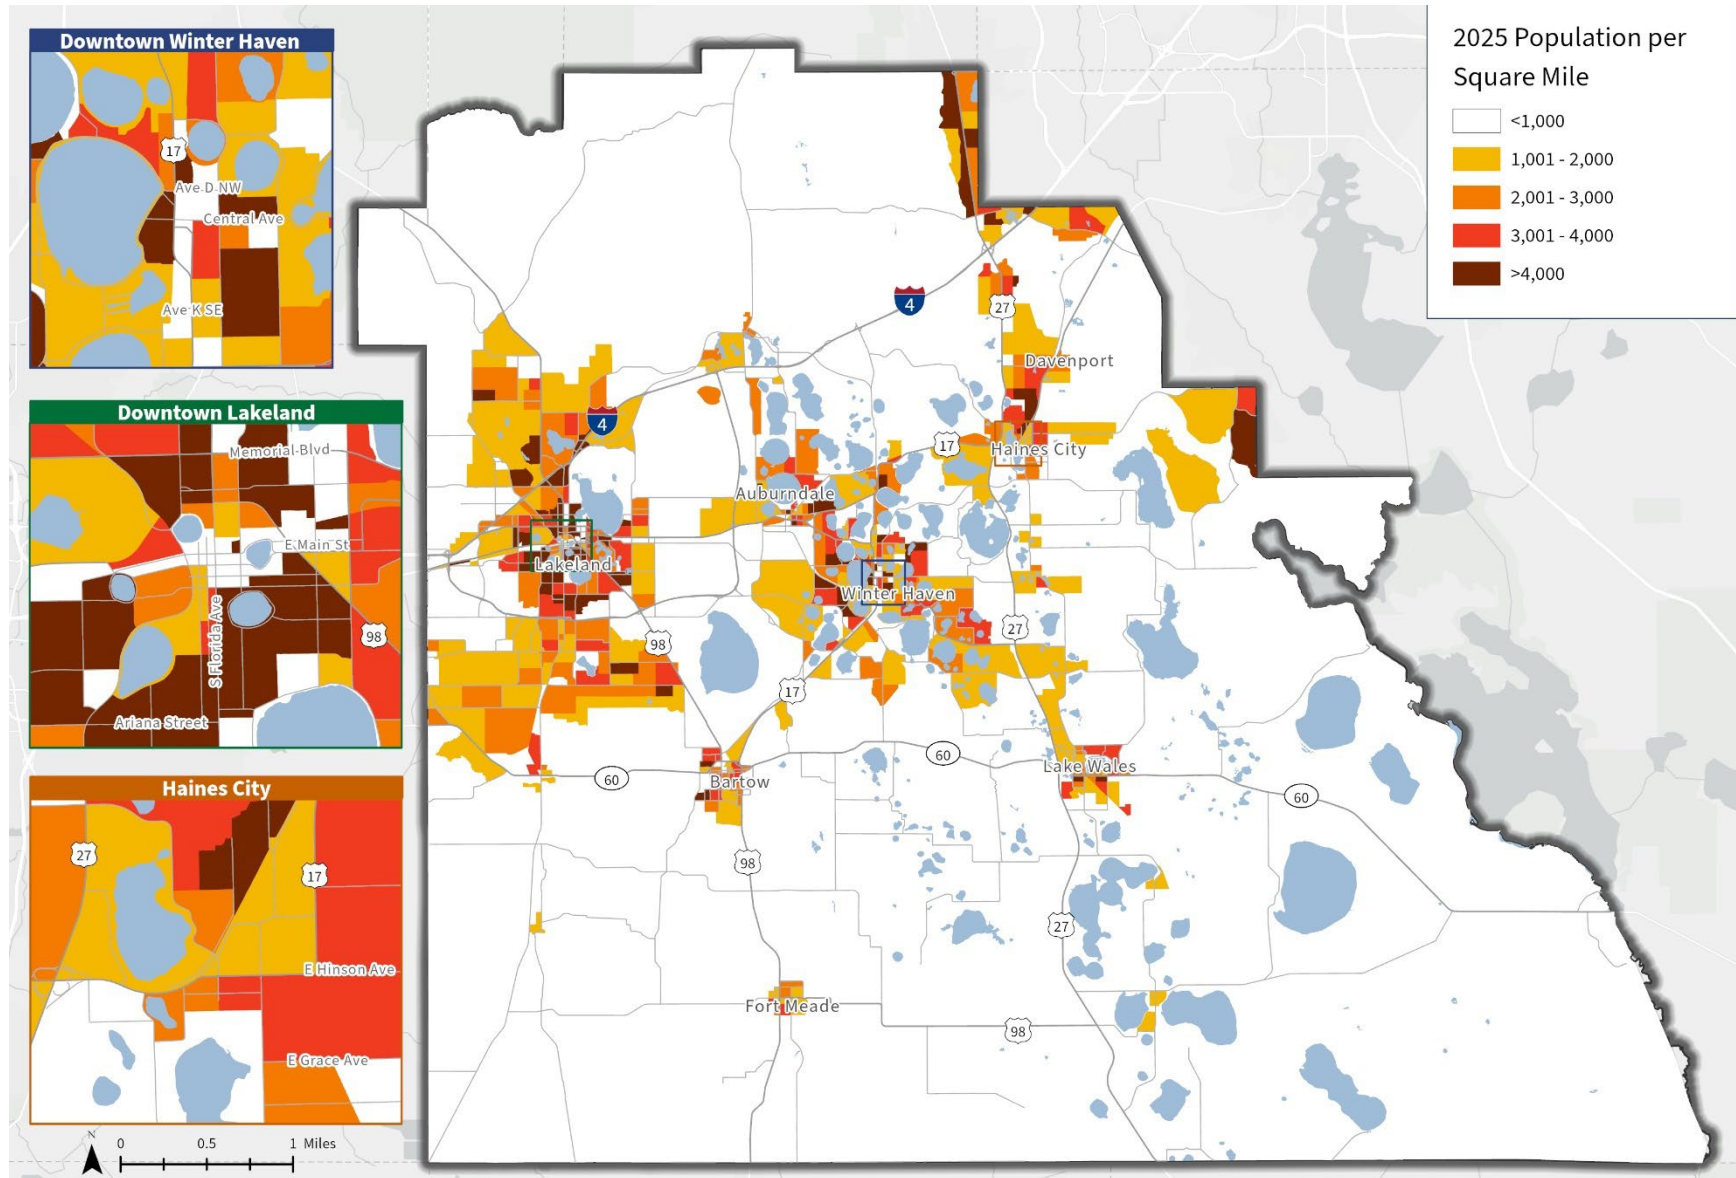 Downtown Winter Haven
17
Ave D NW
Central Ave
Ave K SE
Downtown Lakeland
Memorial Blvd
E Main St
S Florida Ave
98
Ariana Street
Haines City
27
17
E Hinson Ave
E Grace Ave
N
0 0.5 1 Miles
2025 Population per
Square Mile
<1,000
1,001 - 2,000
2,001 - 3,000
3,001 - 4,000
>4,000
4
27
Davenport
4
17
Haines City
Auburndale
Lakeland
Winter Haven
27
98
17
60
Lake Wales
60
Bartow
60
98
27
Fort Meade
98